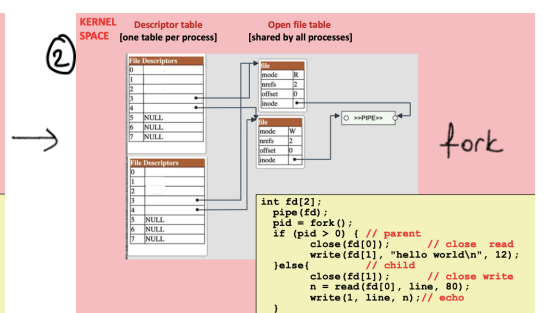 KERNEL SPACE
Descriptor table
[one table per process]
Open file table
[shared by all processes]
2
File Descriptors
0
1
2
3
4
5 NULL
6 NULL
7 NULL
file
mode R
nrefs 2
offset 0
inode
>>PIPE>>
file
mode W
nrefs 2
offset 0
inode
fork
File Descriptors
0
1
2
3
4
5 NULL
6 NULL
7 NULL
int fd[2];
pipe(fd);
pid = fork();
if (pid > 0) { // parent
close(fd[0]); // close read
write(fd[1], "hello world\n", 12);
}else{ // child
close(fd[1]); // close write
n = read(fd[0], line, 80);
write(1, line, n);// echo
}